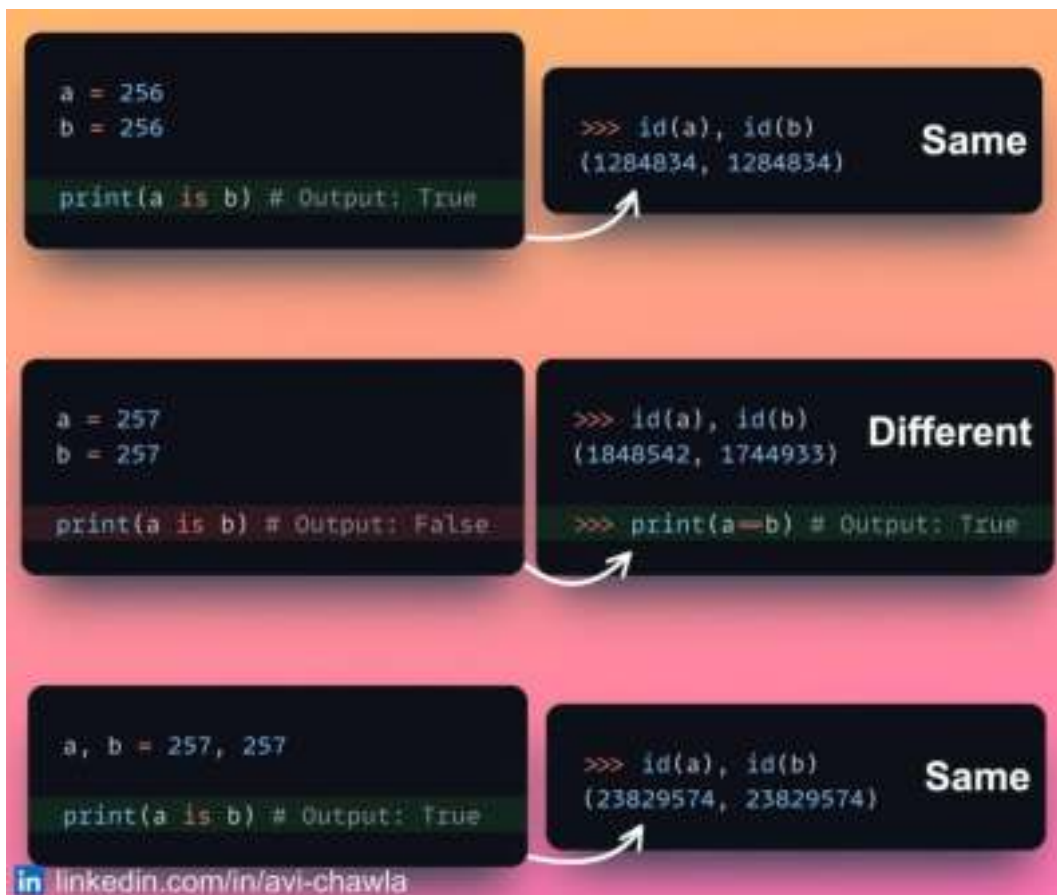 a = 256
b = 256
print(a is b) # Output: True
>>> id(a), id(b)
(1284834, 1284834)
Same
a = 257
b = 257
print(a is b) # Output: False
>>> id(a), id(b)
(1848542, 1744933)
Different
>>> print(a==b) # Output: True
a, b = 257, 257
print(a is b) # Output: True
>>> id(a), id(b)
(23829574, 23829574)
Same
in linkedin.com/in/avi-chawla